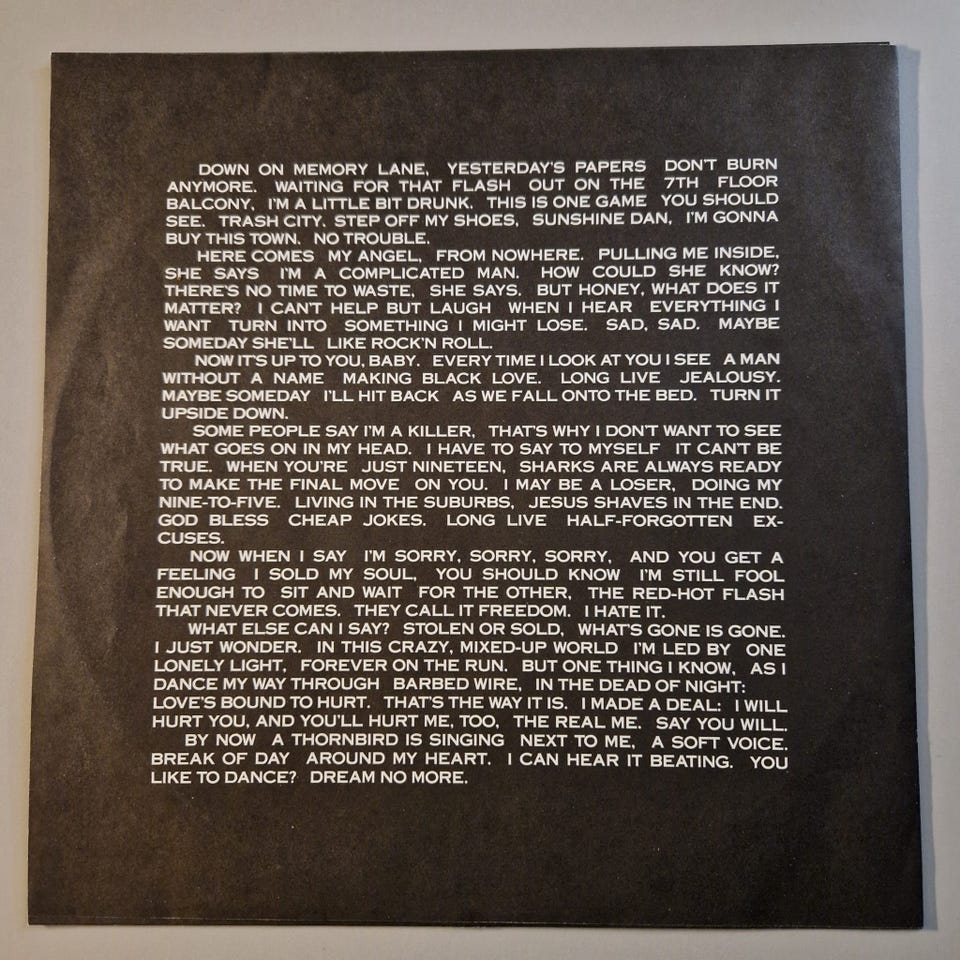 DOWN ON MEMORY LANE, YESTERDAY'S PAPERS DON'T BURN
ANYMORE. WAITING FOR THAT FLASH OUT ON THE 7TH FLOOR
BALCONY, I'M A LITTLE BIT DRUNK. THIS IS ONE GAME YOU SHOULD
SEE. TRASH CITY, STEP OFF MY SHOES, SUNSHINE DAN, I'M GONNA
BUY THIS TOWN. NO TROUBLE.
HERE COMES MY ANGEL, FROM NOWHERE. PULLING ME INSIDE,
SHE SAYS I'M A COMPLICATED MAN. HOW COULD SHE KNOW?
THERE'S NO TIME TO WASTE, SHE SAYS. BUT HONEY, WHAT DOES IT
MATTER? I CAN'T HELP BUT LAUGH WHEN I HEAR EVERYTHING I
WANT TURN INTO SOMETHING I MIGHT LOSE. SAD, SAD. MAYBE
SOMEDAY SHE'LL LIKE ROCK'N ROLL.
NOW IT'S UP TO YOU, BABY. EVERY TIME I LOOK AT YOU I SEE A MAN
WITHOUT A NAME MAKING BLACK LOVE. LONG LIVE JEALOUSY.
MAYBE SOMEDAY I'LL HIT BACK AS WE FALL ONTO THE BED. TURN IT
UPSIDE DOWN.
SOME PEOPLE SAY I'M A KILLER, THAT'S WHY I DON'T WANT TO SEE
WHAT GOES ON IN MY HEAD. I HAVE TO SAY TO MYSELF IT CAN'T BE
TRUE. WHEN YOU'RE JUST NINETEEN, SHARKS ARE ALWAYS READY
TO MAKE THE FINAL MOVE ON YOU. I MAY BE A LOSER, DOING MY
NINE-TO-FIVE. LIVING IN THE SUBURBS, JESUS SHAVES IN THE END.
GOD BLESS CHEAP JOKES. LONG LIVE HALF-FORGOTTEN EX-
CUSES.
NOW WHEN I SAY I'M SORRY, SORRY, SORRY, AND YOU GET A
FEELING I SOLD MY SOUL, YOU SHOULD KNOW I'M STILL FOOL
ENOUGH TO SIT AND WAIT FOR THE OTHER, THE RED-HOT FLASH
THAT NEVER COMES. THEY CALL IT FREEDOM. I HATE IT.
WHAT ELSE CAN I SAY? STOLEN OR SOLD, WHAT'S GONE IS GONE.
I JUST WONDER. IN THIS CRAZY, MIXED-UP WORLD I'M LED BY ONE
LONELY LIGHT, FOREVER ON THE RUN. BUT ONE THING I KNOW, AS I
DANCE MY WAY THROUGH BARBED WIRE, IN THE DEAD OF NIGHT:
LOVE'S BOUND TO HURT. THAT'S THE WAY IT IS. I MADE A DEAL: I WILL
HURT YOU, AND YOU'LL HURT ME, TOO, THE REAL ME. SAY YOU WILL.
BY NOW A THORNBIRD IS SINGING NEXT TO ME, A SOFT VOICE.
BREAK OF DAY AROUND MY HEART. I CAN HEAR IT BEATING. YOU
LIKE TO DANCE? DREAM NO MORE.